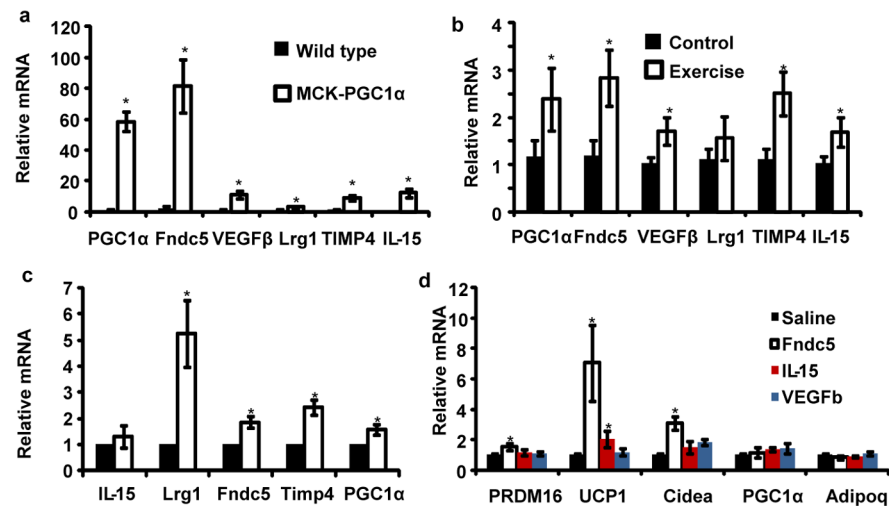 a
Relative mRNA
120
100
80
60
40
20
0
Wild type
MCK-PGC1α
* * * * * *
PGC1α Fndc5 VEGFβ Lrg1 TIMP4 IL-15
b
Relative mRNA
4
3
2
1
0
Control
Exercise
* * * * *
PGC1α Fndc5 VEGFβ Lrg1 TIMP4 IL-15
c
Relative mRNA
7
6
5
4
3
2
1
0
* * * *
IL-15 Lrg1 Fndc5 Timp4 PGC1α
d
Relative mRNA
12
10
8
6
4
2
0
Saline
Fndc5
IL-15
VEGFb
* * * *
PRDM16 UCP1 Cidea PGC1α Adipoq